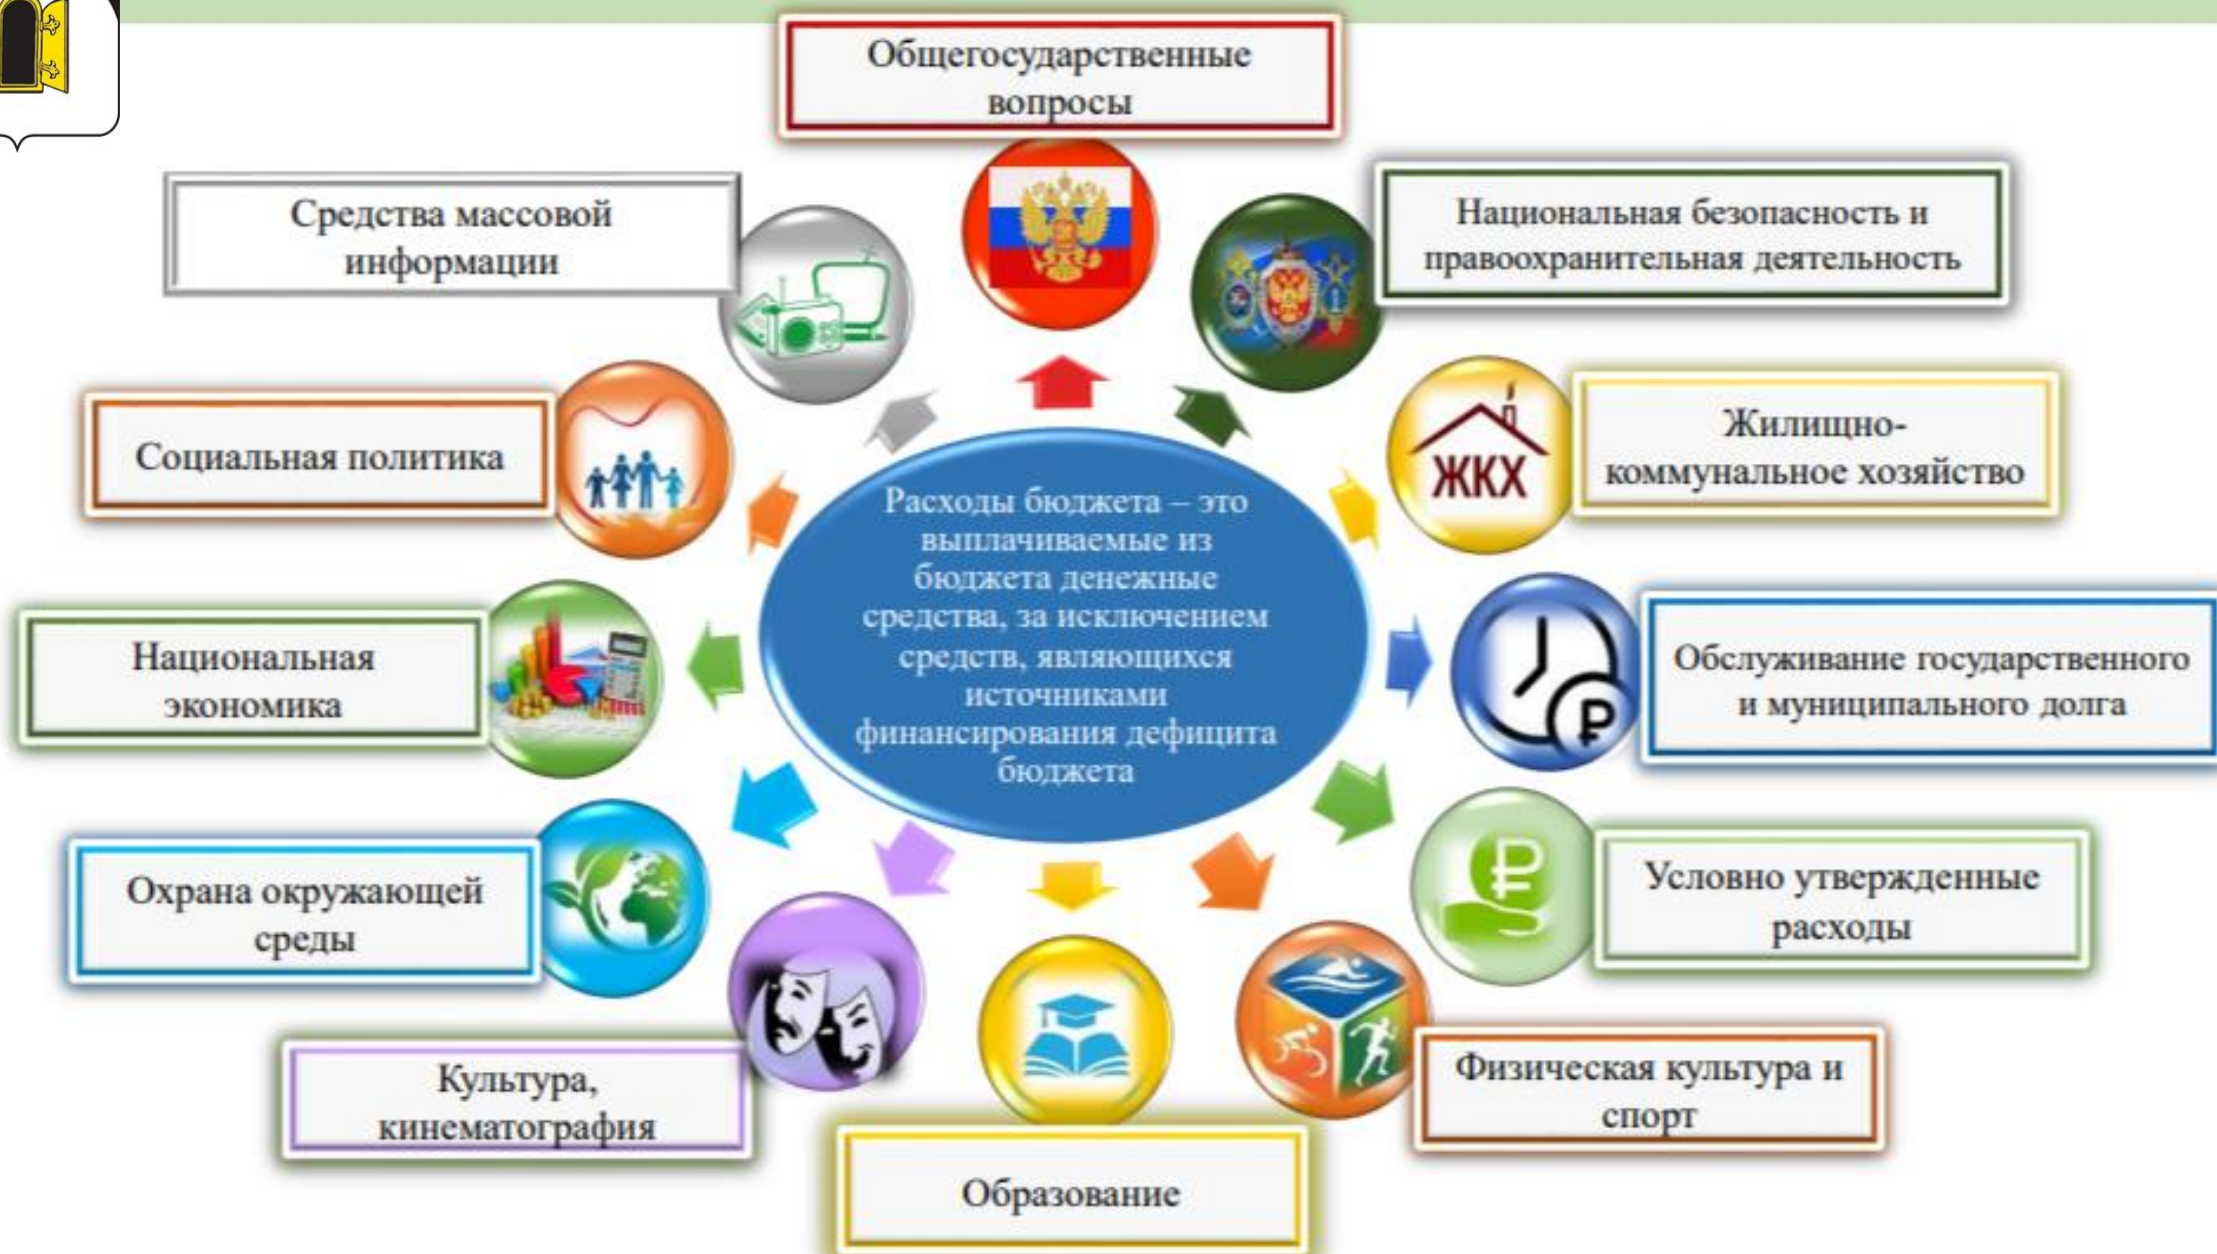 Общегосударственные
вопросы
Средства массовой
информации
Национальная безопасность и
правоохранительная деятельность
Социальная политика
ЖКХ
Жилищно-
коммунальное хозяйство
Расходы бюджета – это
выплачиваемые из
бюджета денежные
средства, за исключением
средств, являющихся
источниками
финансирования дефицита
бюджета
Национальная
экономика
Обслуживание государственного
и муниципального долга
Охрана окружающей
среды
Условно утвержденные
расходы
Культура,
кинематография
Физическая культура и
спорт
Образование